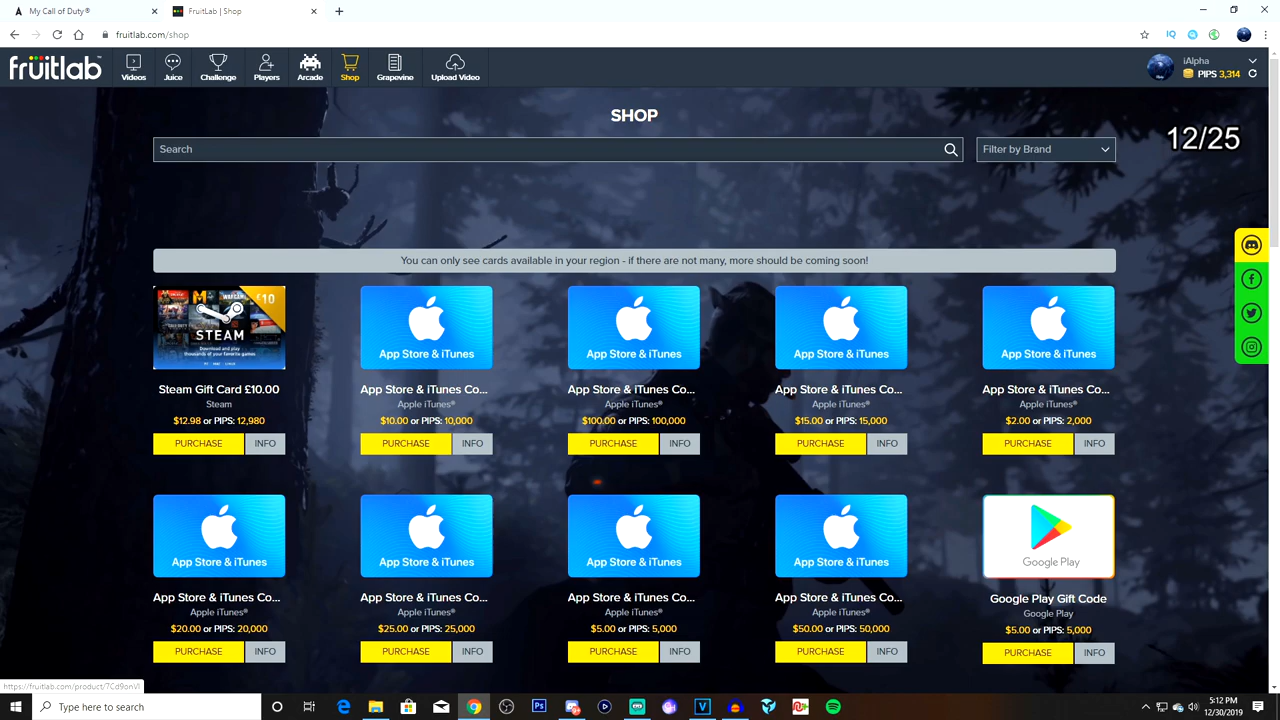 My Call of Duty®
FruitLab | Shop
fruitlab.com/shop
fruitlab
Videos
Juice
Challenge
Players
Arcade
Shop
Grapevine
Upload Video
iAlpha
PIPS 3,314
SHOP
Search
Filter by Brand
12/25
You can only see cards available in your region - if there are not many, more should be coming soon!
£10
STEAM
Download and play
thousands of your favorite games
App Store & iTunes
App Store & iTunes
App Store & iTunes
App Store & iTunes
Steam Gift Card £10.00
App Store & iTunes Co...
App Store & iTunes Co...
App Store & iTunes Co...
App Store & iTunes Co...
Steam
Apple iTunes®
Apple iTunes®
Apple iTunes®
Apple iTunes®
$12.98 or PIPS: 12,980
$10.00 or PIPS: 10,000
$100.00 or PIPS: 100,000
$15.00 or PIPS: 15,000
$2.00 or PIPS: 2,000
PURCHASE INFO
PURCHASE INFO
PURCHASE INFO
PURCHASE INFO
PURCHASE INFO
App Store & iTunes
App Store & iTunes
App Store & iTunes
App Store & iTunes
Google Play
App Store & iTunes Co...
App Store & iTunes Co...
App Store & iTunes Co...
App Store & iTunes Co...
Google Play Gift Code
Apple iTunes®
Apple iTunes®
Apple iTunes®
Apple iTunes®
Google Play
$20.00 or PIPS: 20,000
$25.00 or PIPS: 25,000
$5.00 or PIPS: 5,000
$50.00 or PIPS: 50,000
$5.00 or PIPS: 5,000
PURCHASE INFO
PURCHASE INFO
PURCHASE INFO
PURCHASE INFO
PURCHASE INFO
Type here to search
5:12 PM
12/30/2019